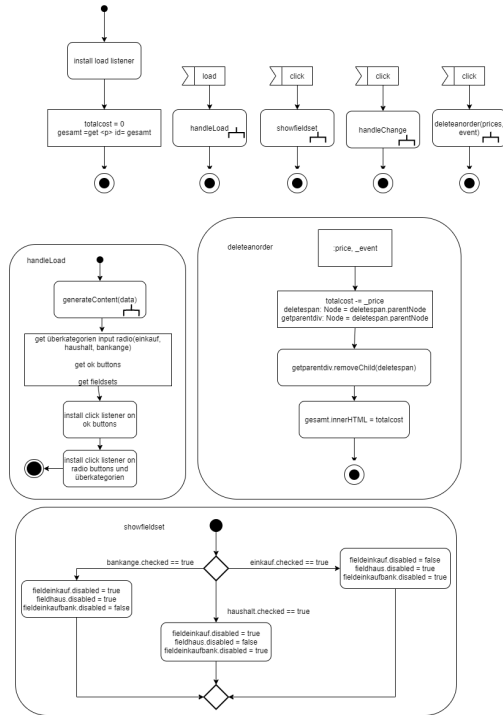 install load listener
totalcost = 0
gesamt =get <p> id= gesamt
load
click
click
click
handleLoad
showfieldset
handleChange
deleteanorder(prices,
event)
handleLoad
generateContent(data)
get überkategorien input radio(einkauf,
haushalt, bankange)
get ok buttons
get fieldsets
install click listener on
ok buttons
install click listener on
radio buttons und
überkategorien
deleteanorder
:price, _event
totalcost -= _price
deletespan: Node = deletespan.parentNode
getparentdiv: Node = deletespan.parentNode
getparentdiv.removeChild(deletespan)
gesamt.innerHTML = totalcost
showfieldset
bankange.checked == true
einkauf.checked == true
haushalt.checked == true
fieldeinkauf.disabled = true
fieldhaus.disabled = true
fieldeinkaufbank.disabled = false
fieldeinkauf.disabled = true
fieldhaus.disabled = false
fieldeinkaufbank.disabled = true
fieldeinkauf.disabled = false
fieldhaus.disabled = true
fieldeinkaufbank.disabled = true